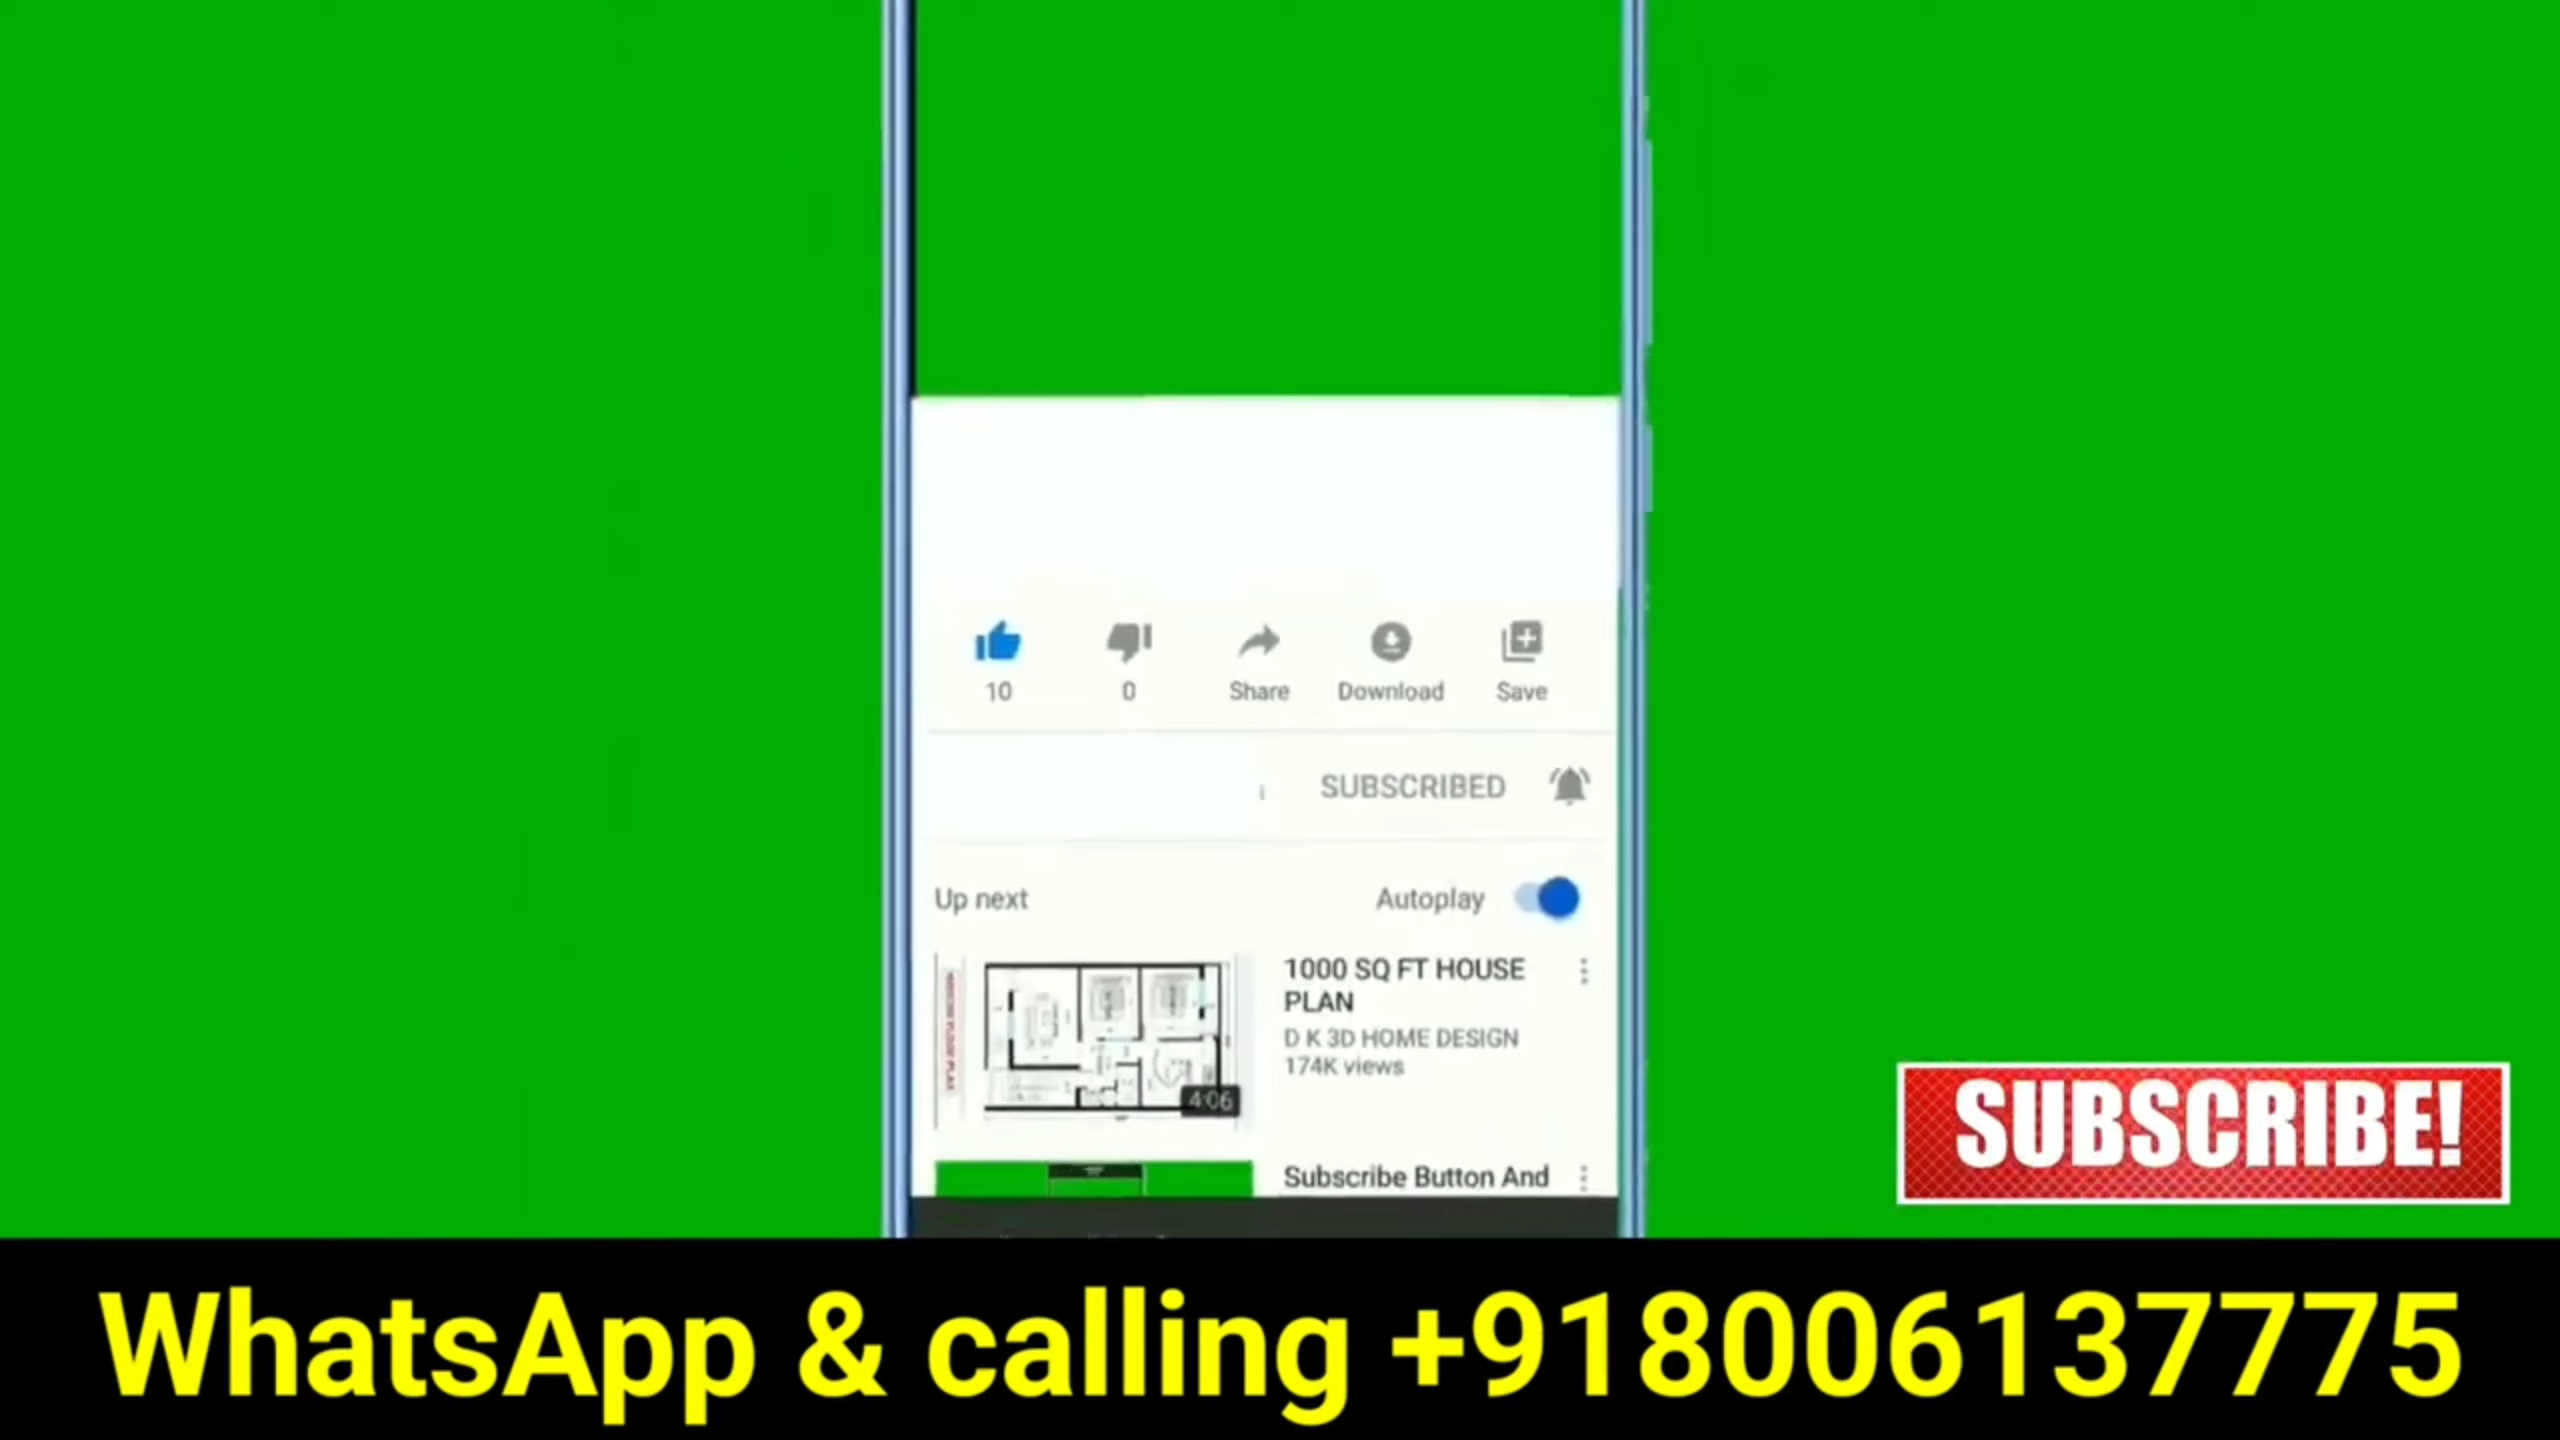 10
0
Share
Download
Save
SUBSCRIBED
Up next
Autoplay
1000 SQ FT HOUSE
PLAN
D K 3D HOME DESIGN
174K views
4:06
Subscribe Button And
SUBSCRIBE!
WhatsApp & calling +918006137775